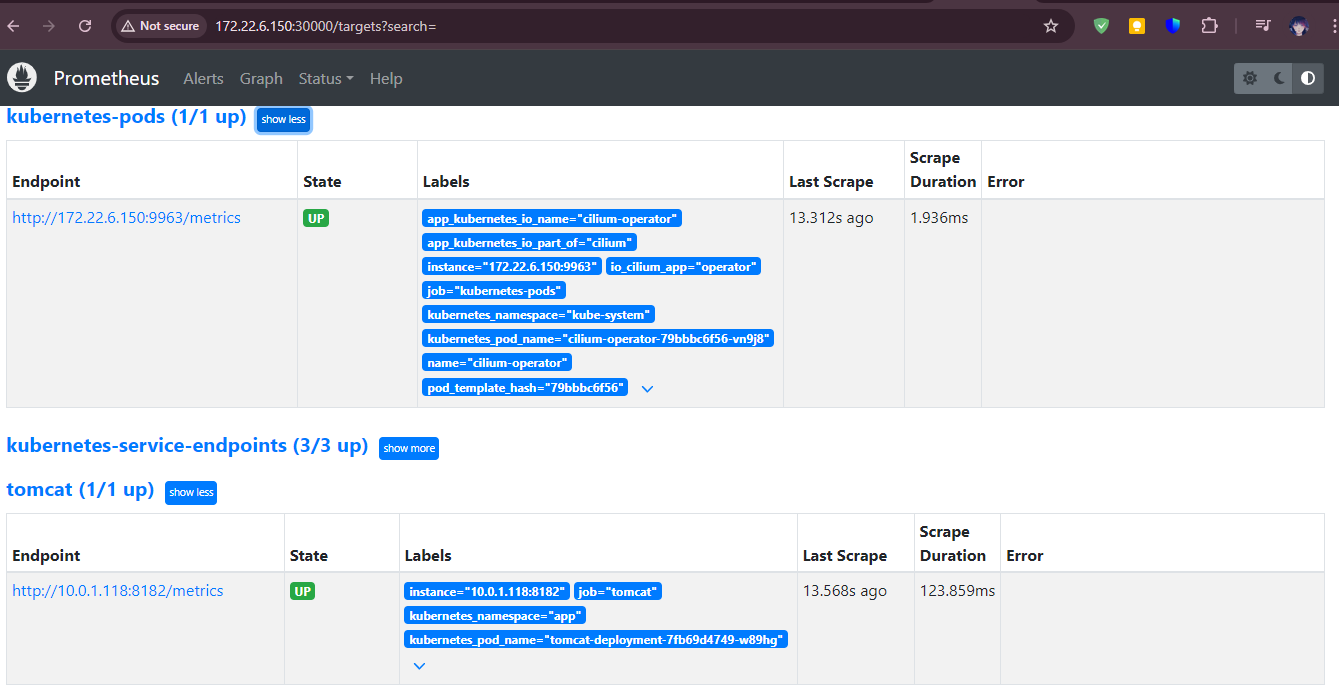 Not secure 172.22.6.150:30000/targets?search=
Prometheus Alerts Graph Status Help
kubernetes-pods (1/1 up) show less
Endpoint State Labels Last Scrape Scrape Duration Error
http://172.22.6.150:9963/metrics UP app_kubernetes_io_name="cilium-operator" 13.312s ago 1.936ms
app_kubernetes_io_part_of="cilium"
instance="172.22.6.150:9963" io_cilium_app="operator"
job="kubernetes-pods"
kubernetes_namespace="kube-system"
kubernetes_pod_name="cilium-operator-79bbbc6f56-vn9j8"
name="cilium-operator"
pod_template_hash="79bbbc6f56"
kubernetes-service-endpoints (3/3 up) show more
tomcat (1/1 up) show less
Endpoint State Labels Last Scrape Scrape Duration Error
http://10.0.1.118:8182/metrics UP instance="10.0.1.118:8182" job="tomcat" 13.568s ago 123.859ms
kubernetes_namespace="app"
kubernetes_pod_name="tomcat-deployment-7fb69d4749-w89hg"